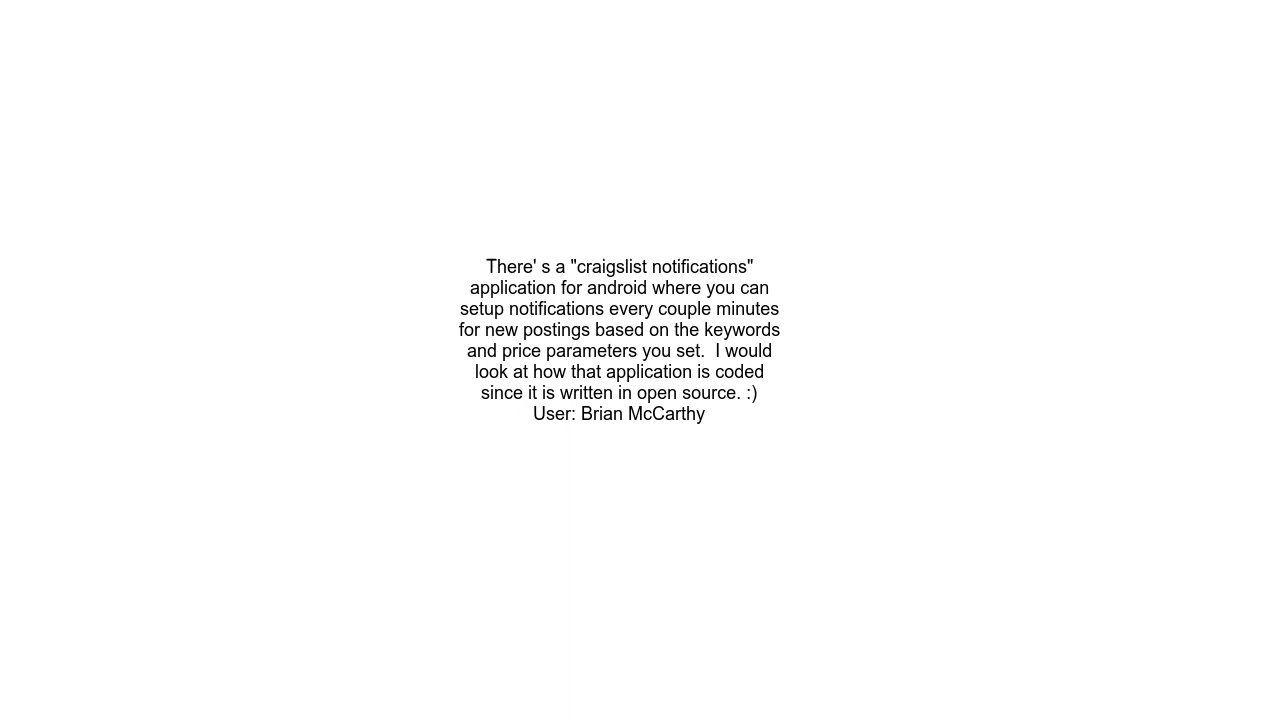 There' s a "craigslist notifications"
application for android where you can
setup notifications every couple minutes
for new postings based on the keywords
and price parameters you set.  I would
look at how that application is coded
since it is written in open source. :)
User: Brian McCarthy